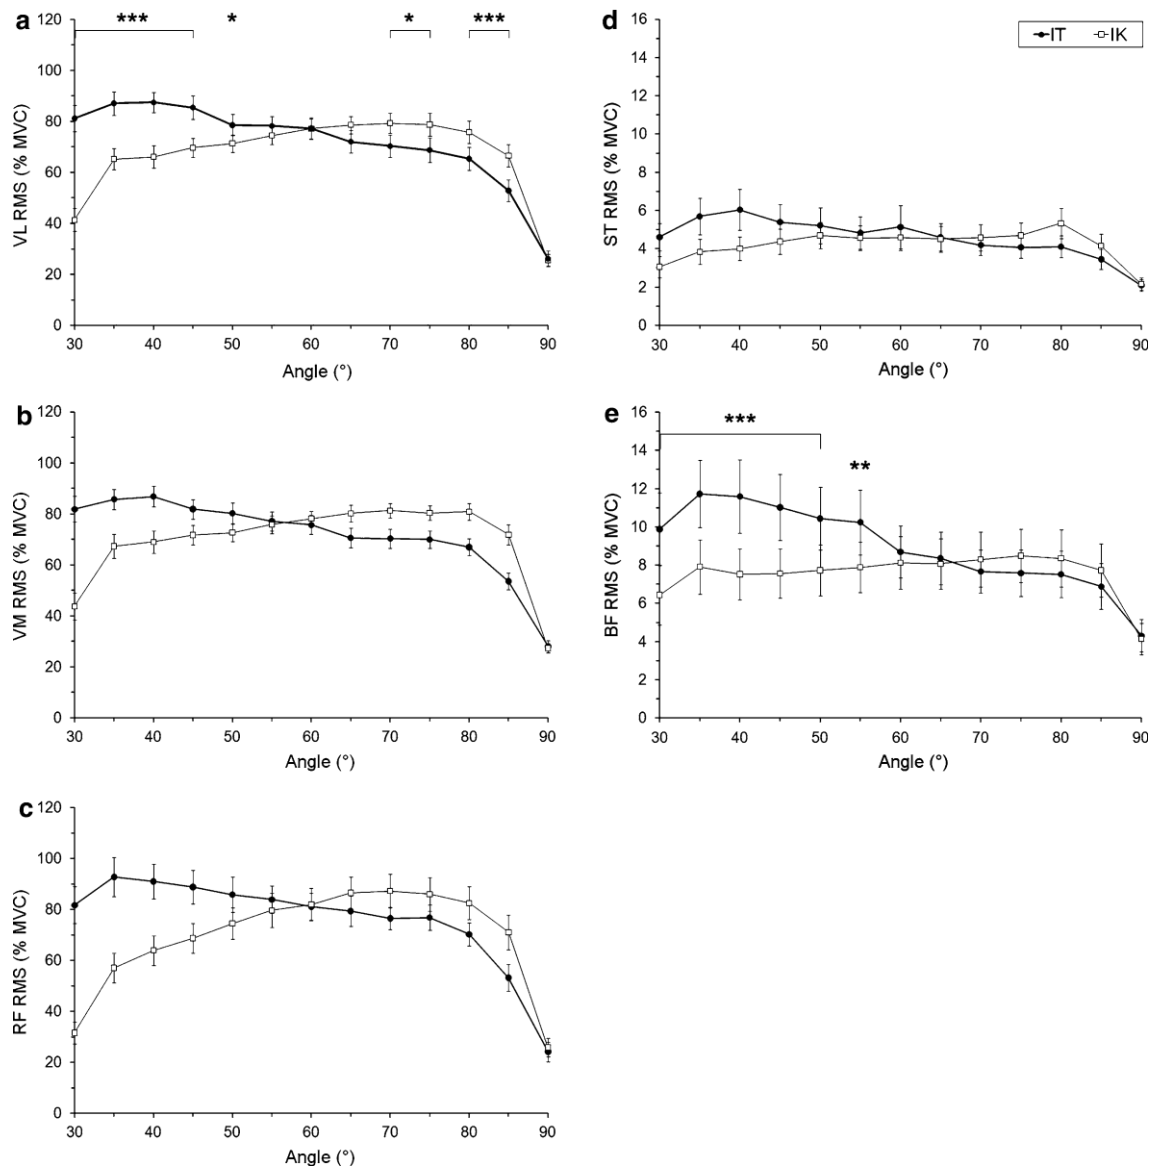 a
*** * * ***
120
100
80
60
40
20
0
VL RMS (% MVC)
30 40 50 60 70 80 90
Angle (°)
d
IT IK
16
14
12
10
8
6
4
2
0
ST RMS (% MVC)
30 40 50 60 70 80 90
Angle (°)
b
120
100
80
60
40
20
0
VM RMS (% MVC)
30 40 50 60 70 80 90
Angle (°)
e
***
**
16
14
12
10
8
6
4
2
0
BF RMS (% MVC)
30 40 50 60 70 80 90
Angle (°)
c
120
100
80
60
40
20
0
RF RMS (% MVC)
30 40 50 60 70 80 90
Angle (°)